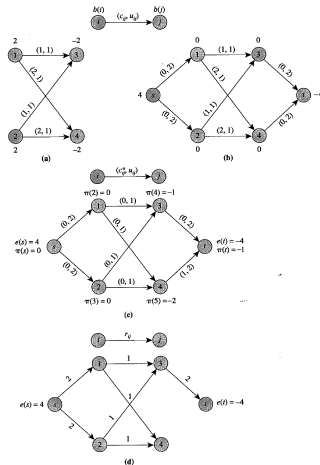 b(i) (c_ij, u_ij) b(j)
i j
2 -2 0 0
1 (1, 1) 3 1 (1, 1) 3
(2, 1) (0, 2) (2, 1) (0, 2)
4 s t
(1, 1) (0, 2) (1, 1) (0, 2)
2 (2, 1) 4 2 (2, 1) 4
2 -2 0 0
(a) (b)
i (c^π_ij, u_ij) j
π(2) = 0 π(4) = –1
1 (0, 1) 3
(0, 2) (0, 1) (0, 2)
e(s) = 4 s t e(t) = –4
π(s) = 0 π(t) = –1
(0, 2) (0, 1) (1, 2)
2 (0, 1) 4
π(3) = 0 π(5) = –2
(c)
r_ij
i j
1 1 3
2 2
e(s) = 4 s 1 t e(t) = –4
2 1
2 1 4
(d)